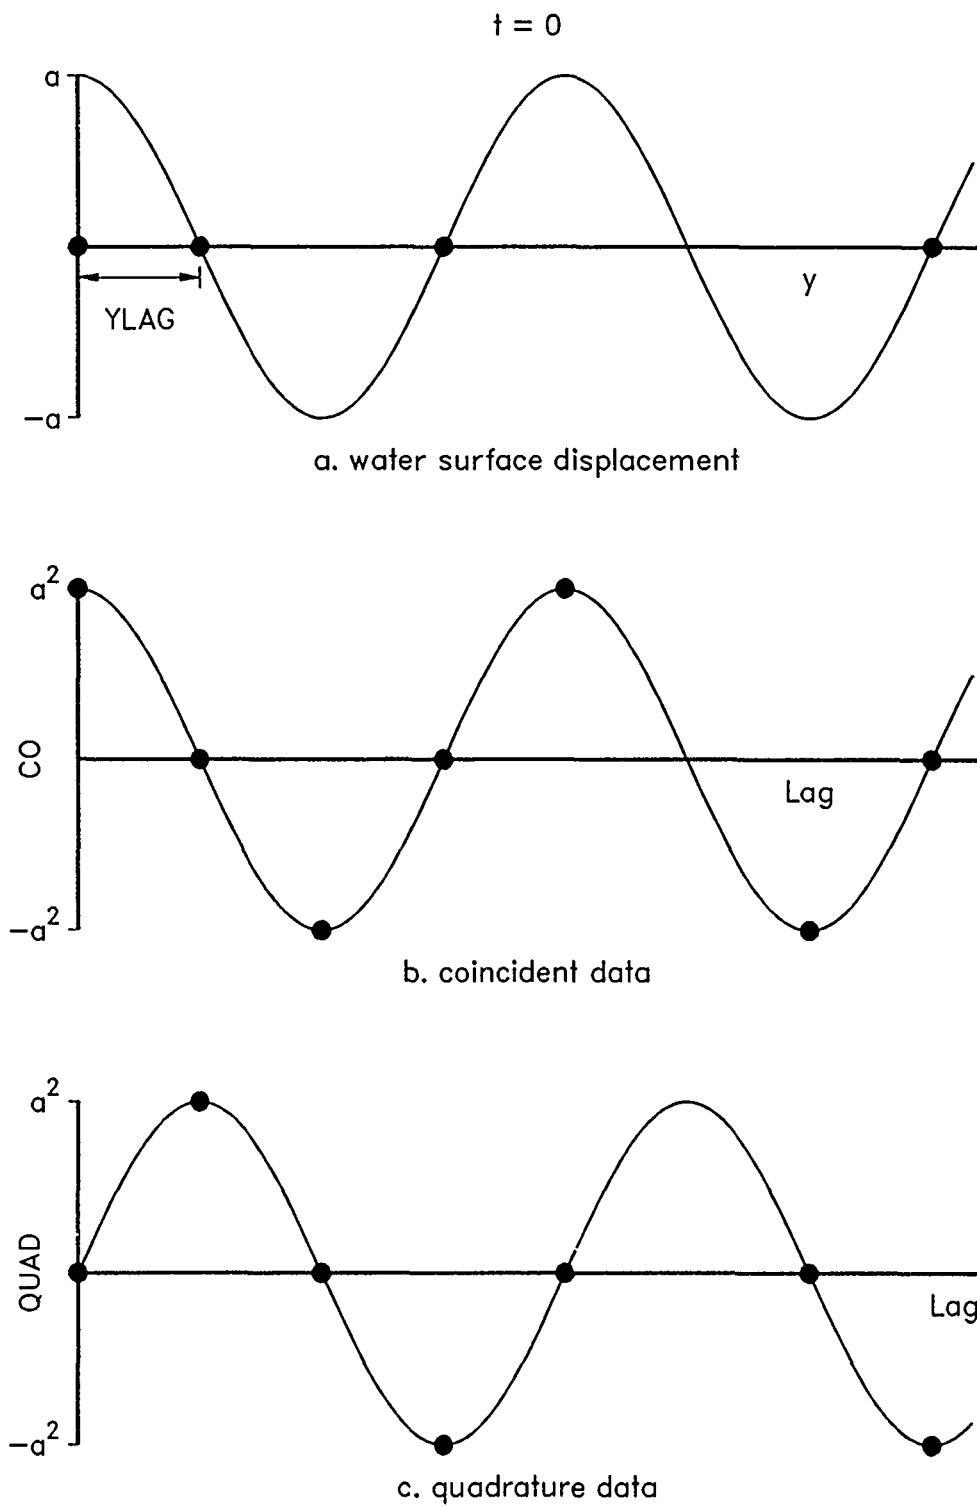 t = 0
a
y
YLAG
-a
a. water surface displacement
a²
CO
Lag
-a²
b. coincident data
a²
QUAD
Lag
-a²
c. quadrature data